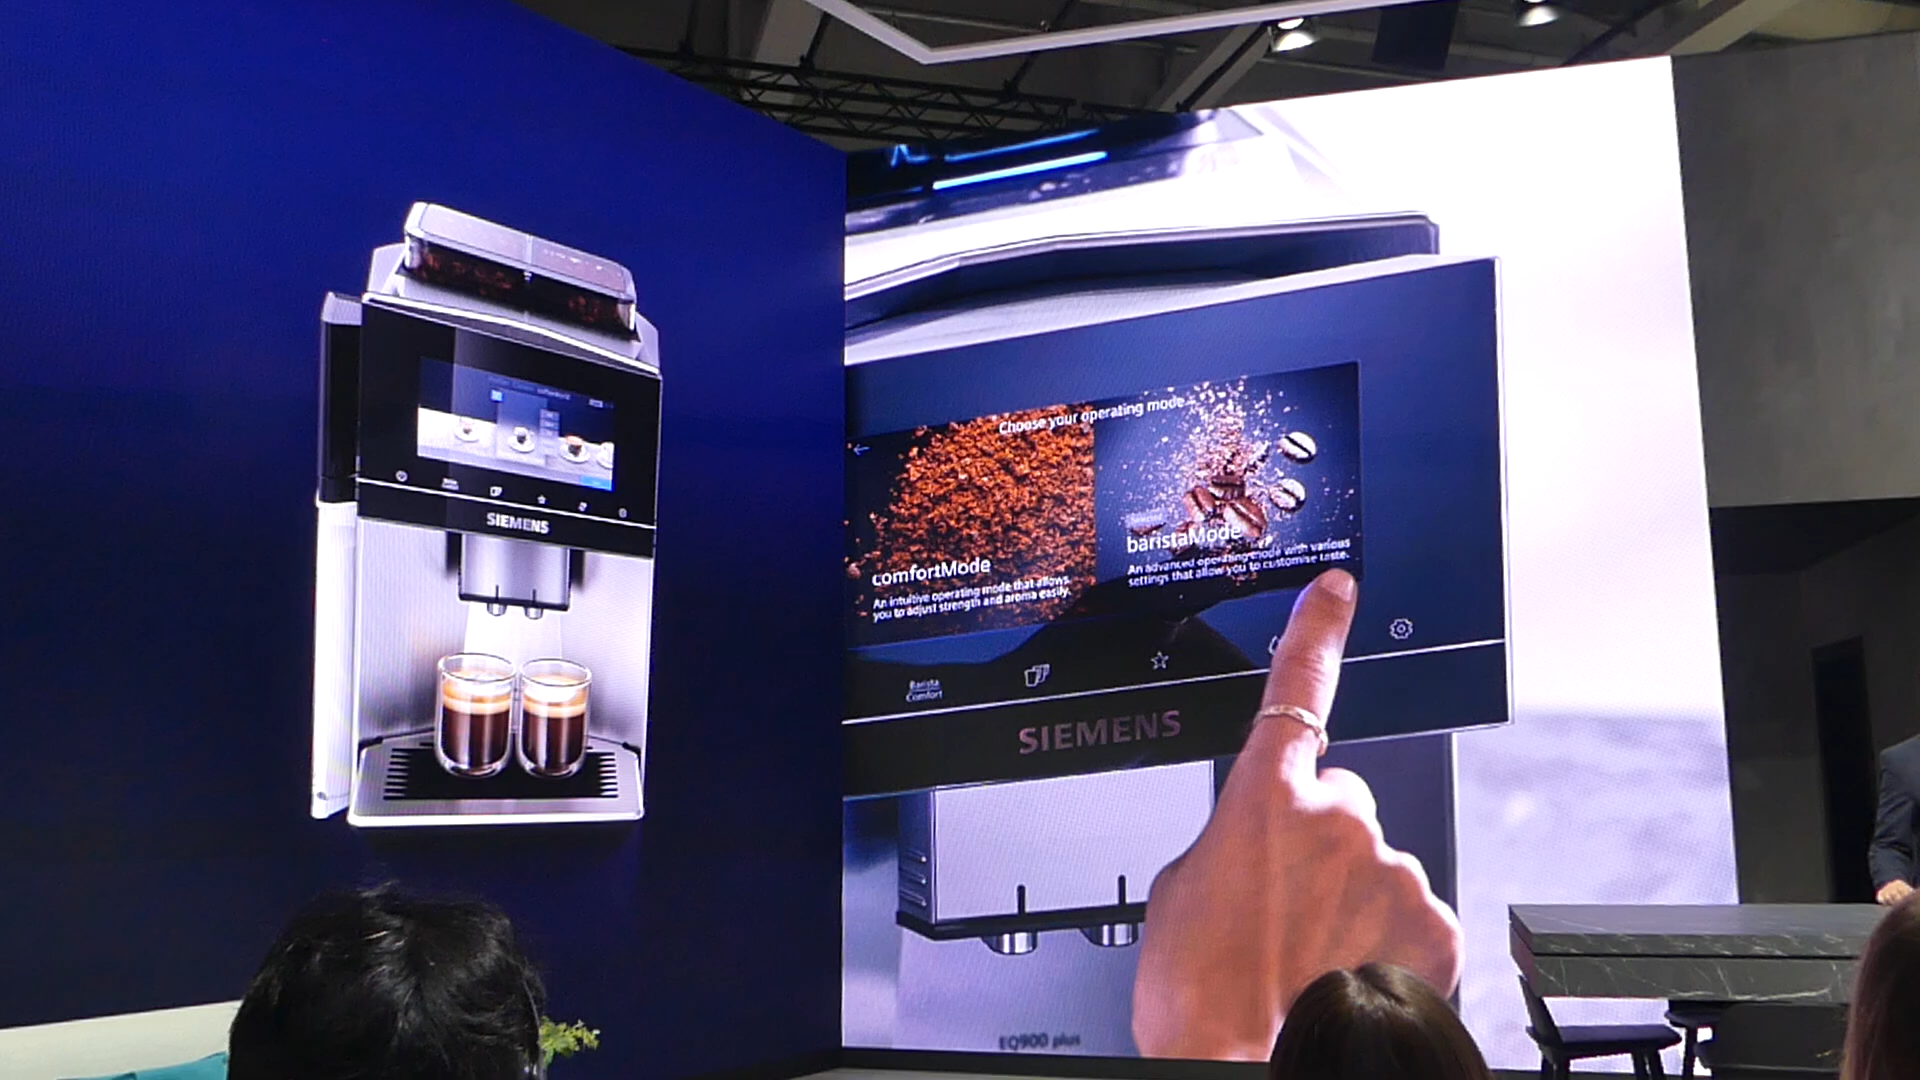 SIEMENS
Choose your operating mode
comfortMode
An intuitive operating mode that allows
you to adjust strength and aroma easily.
Selected
baristaMode
An advanced operating mode with various
settings that allow you to customise taste.
Barista
Comfort
SIEMENS
EQ900 plus